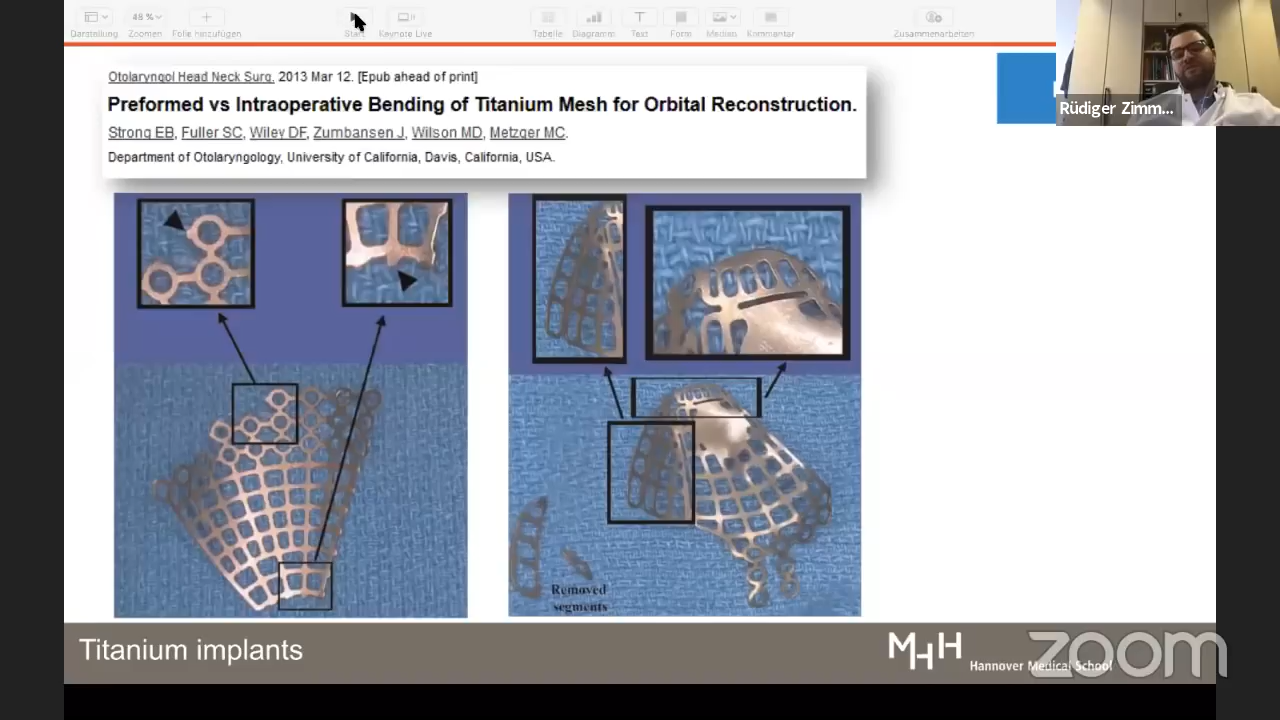 48 %
Darstellung Zoomen Folie hinzufügen Start Keynote Live Tabelle Diagramm Text Form Medien Kommentar Zusammenarbeiten
Rüdiger Zimm...
Otolaryngol Head Neck Surg. 2013 Mar 12. [Epub ahead of print]
Preformed vs Intraoperative Bending of Titanium Mesh for Orbital Reconstruction.
Strong EB, Fuller SC, Wiley DF, Zumbansen J, Wilson MD, Metzger MC.
Department of Otolaryngology, University of California, Davis, California, USA.
Removed
segments
Titanium implants
MHH
Hannover Medical School
zoom